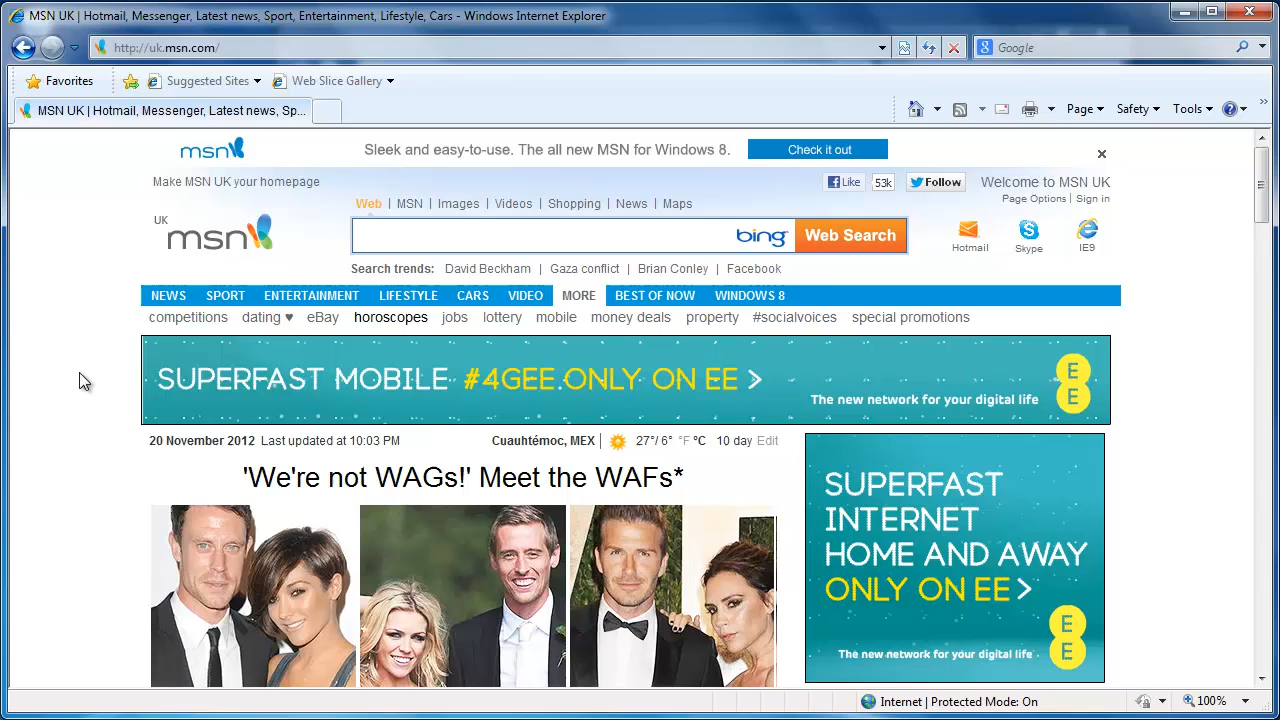 MSN UK | Hotmail, Messenger, Latest news, Sport, Entertainment, Lifestyle, Cars - Windows Internet Explorer
http://uk.msn.com/
Google
Favorites Suggested Sites Web Slice Gallery
MSN UK | Hotmail, Messenger, Latest news, Sp...
Page Safety Tools
msn Sleek and easy-to-use. The all new MSN for Windows 8. Check it out
Make MSN UK your homepage
Like 53k Follow Welcome to MSN UK
Page Options | Sign in
Web | MSN | Images | Videos | Shopping | News | Maps
UK
msn
bing Web Search
Hotmail Skype IE9
Search trends: David Beckham | Gaza conflict | Brian Conley | Facebook
NEWS SPORT ENTERTAINMENT LIFESTYLE CARS VIDEO MORE BEST OF NOW WINDOWS 8
competitions dating ♥ eBay horoscopes jobs lottery mobile money deals property #socialvoices special promotions
SUPERFAST MOBILE #4GEE.ONLY ON EE >
The new network for your digital life
E
E
20 November 2012 Last updated at 10:03 PM
Cuauhtémoc, MEX | 27°/ 6° °F °C 10 day Edit
'We're not WAGs!' Meet the WAFs*
SUPERFAST
INTERNET
HOME AND AWAY
ONLY ON EE >
The new network for your digital life
E
E
Internet | Protected Mode: On
100%